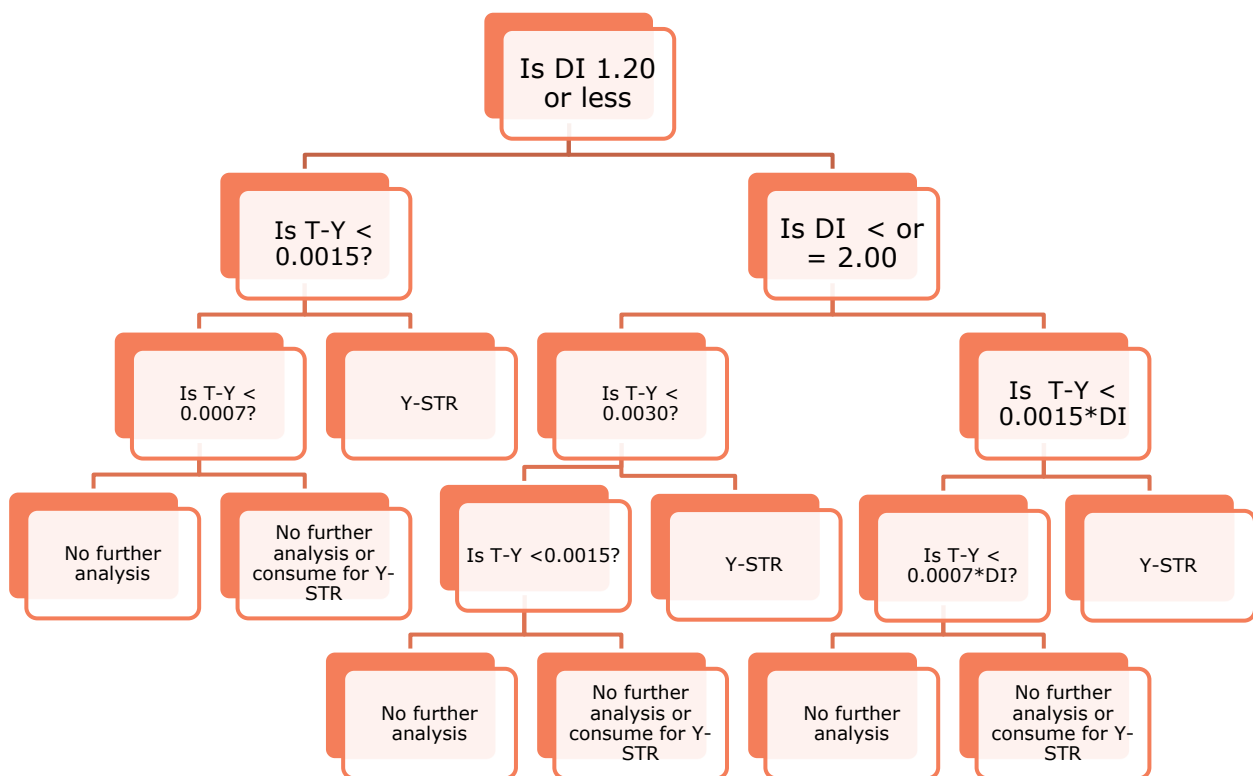 Is DI 1.20
or less
Is T-Y <
0.0015?
Is DI  < or
= 2.00
Is T-Y <
0.0007?
Y-STR
Is T-Y <
0.0030?
Is  T-Y <
0.0015*DI
No further
analysis
No further
analysis or
consume for Y-
STR
Is T-Y <0.0015?
Y-STR
Is T-Y <
0.0007*DI?
Y-STR
No further
analysis
No further
analysis or
consume for Y-
STR
No further
analysis
No further
analysis or
consume for Y-
STR